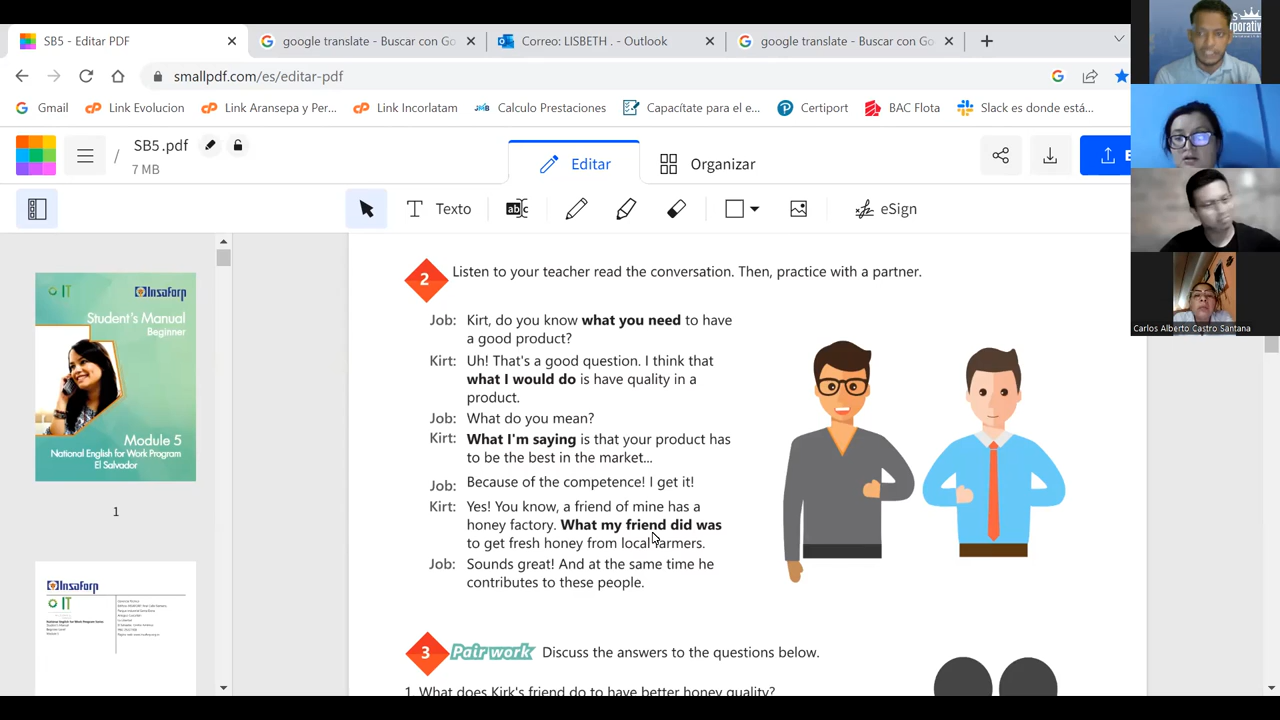 SB5 - Editar PDF
google translate - Buscar con Go
Correo: LISBETH . - Outlook
google translate - Buscar con Go
smallpdf.com/es/editar-pdf
Gmail
Link Evolucion
Link Aransepa y Per...
Link Incorlatam
Calculo Prestaciones
Capacítate para el e...
Certiport
BAC Flota
Slack es donde está...
/ SB5 .pdf
7 MB
Editar
Organizar
Texto
eSign
Student's Manual
Beginner
Module 5
National English for Work Program
El Salvador
1
2 Listen to your teacher read the conversation. Then, practice with a partner.
Job: Kirt, do you know what you need to have
a good product?
Kirt: Uh! That's a good question. I think that
what I would do is have quality in a
product.
Job: What do you mean?
Kirt: What I'm saying is that your product has
to be the best in the market...
Job: Because of the competence! I get it!
Kirt: Yes! You know, a friend of mine has a
honey factory. What my friend did was
to get fresh honey from local farmers.
Job: Sounds great! And at the same time he
contributes to these people.
3 Pair work Discuss the answers to the questions below.
1. What does Kirk's friend do to have better honey quality?
Carlos Alberto Castro Santana